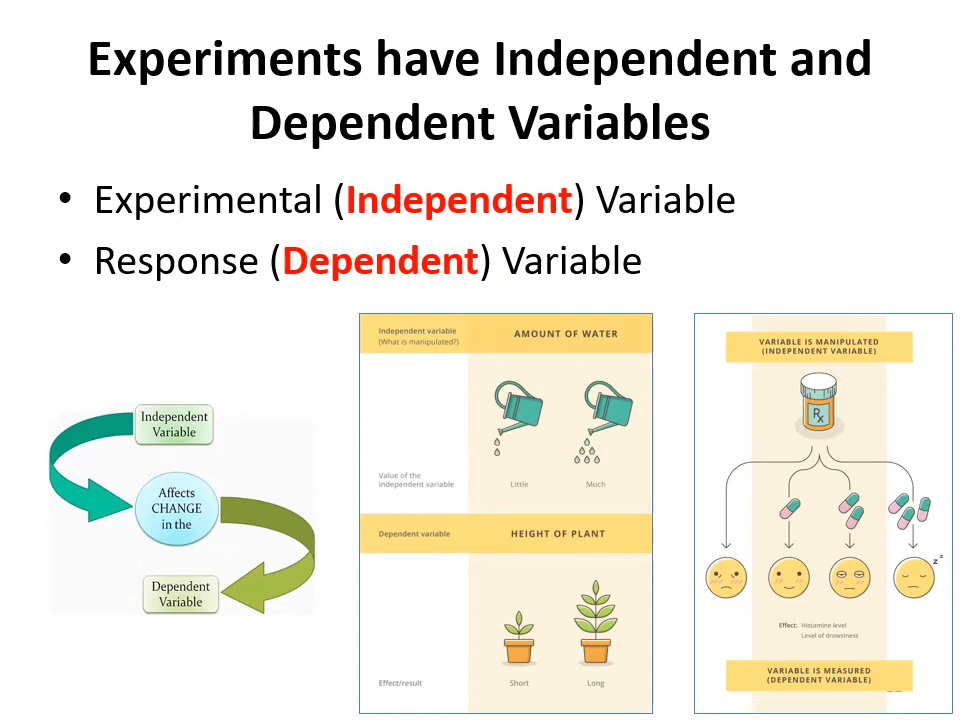 Experiments have Independent and
Dependent Variables
• Experimental (Independent) Variable
• Response (Dependent) Variable
Independent
Variable
Affects
CHANGE
in the
Dependent
Variable
Independent variable
(What is manipulated?)
AMOUNT OF WATER
Value of the
independent variable
Little
Much
Dependent variable
HEIGHT OF PLANT
Effect/result
Short
Long
VARIABLE IS MANIPULATED
(INDEPENDENT VARIABLE)
Rx
z z
Effect: Histamine level
Level of drowsiness
VARIABLE IS MEASURED
(DEPENDENT VARIABLE)